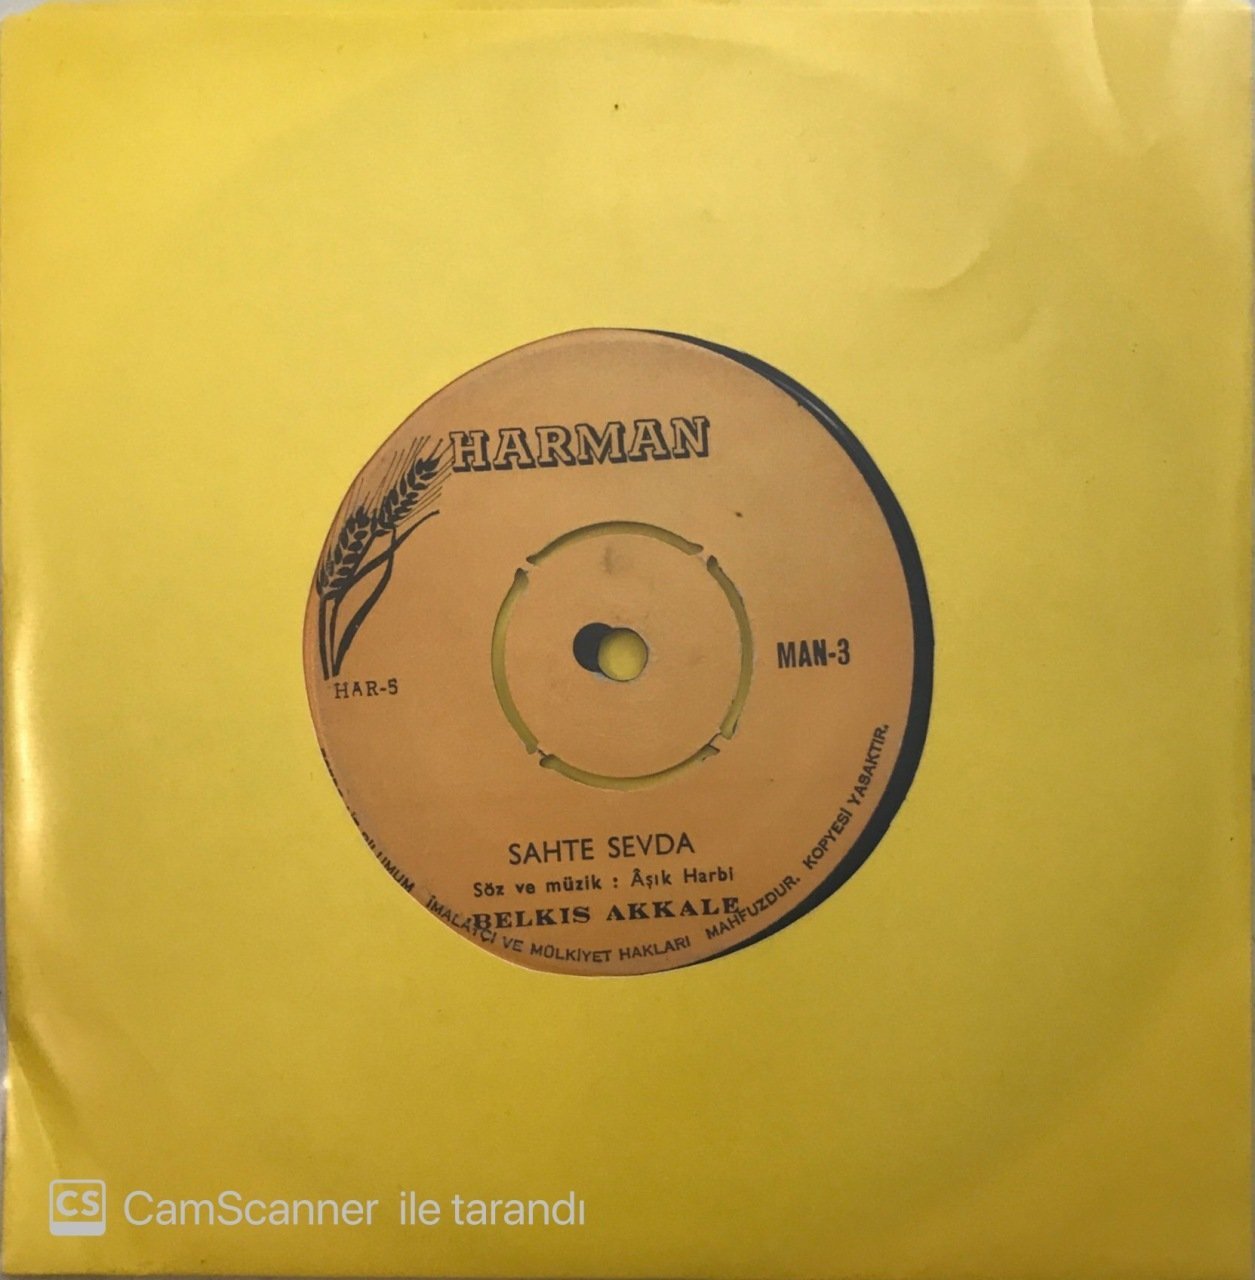 HARMAN
MAN-3
HAR-5
SAHTE SEVDA
Söz ve müzik : Âşık Harbi
BELKIS AKKALE
İMALATÇI VE MÜLKİYET HAKLARI MAHFUZDUR. KOPYESİ YASAKTIR.
CS CamScanner ile tarandı